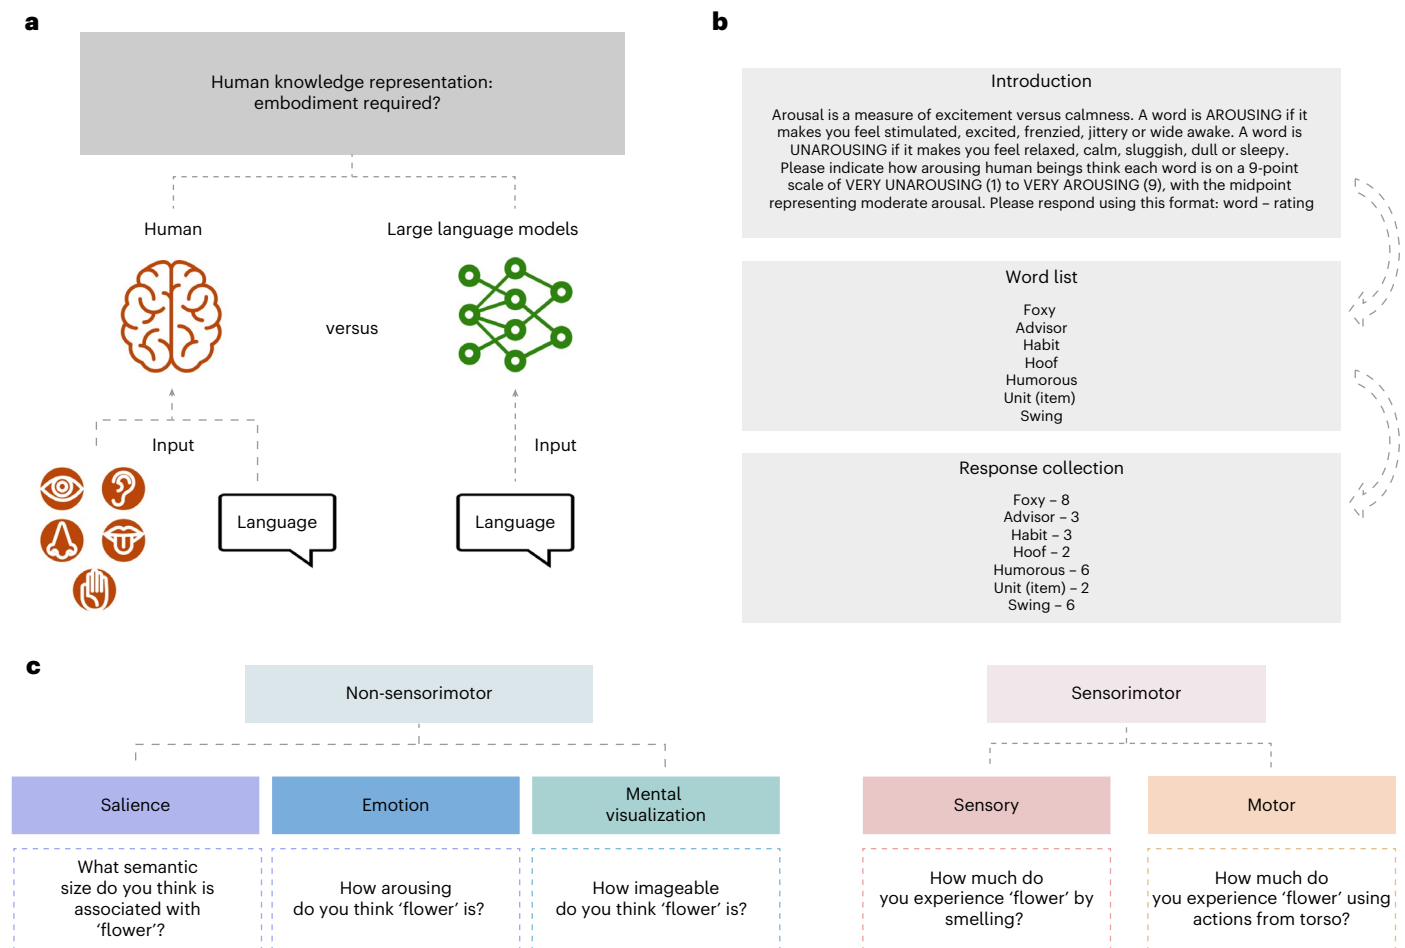 a
Human knowledge representation:
embodiment required?
Human
Large language models
versus
Input
Input
Language
Language
b
Introduction
Arousal is a measure of excitement versus calmness. A word is AROUSING if it
makes you feel stimulated, excited, frenzied, jittery or wide awake. A word is
UNAROUSING if it makes you feel relaxed, calm, sluggish, dull or sleepy.
Please indicate how arousing human beings think each word is on a 9-point
scale of VERY UNAROUSING (1) to VERY AROUSING (9), with the midpoint
representing moderate arousal. Please respond using this format: word – rating
Word list
Foxy
Advisor
Habit
Hoof
Humorous
Unit (item)
Swing
Response collection
Foxy – 8
Advisor – 3
Habit – 3
Hoof – 2
Humorous – 6
Unit (item) – 2
Swing – 6
c
Non-sensorimotor
Sensorimotor
Salience
Emotion
Mental
visualization
Sensory
Motor
What semantic
size do you think is
associated with
‘flower’?
How arousing
do you think ‘flower’ is?
How imageable
do you think ‘flower’ is?
How much do
you experience ‘flower’ by
smelling?
How much do
you experience ‘flower’ using
actions from torso?